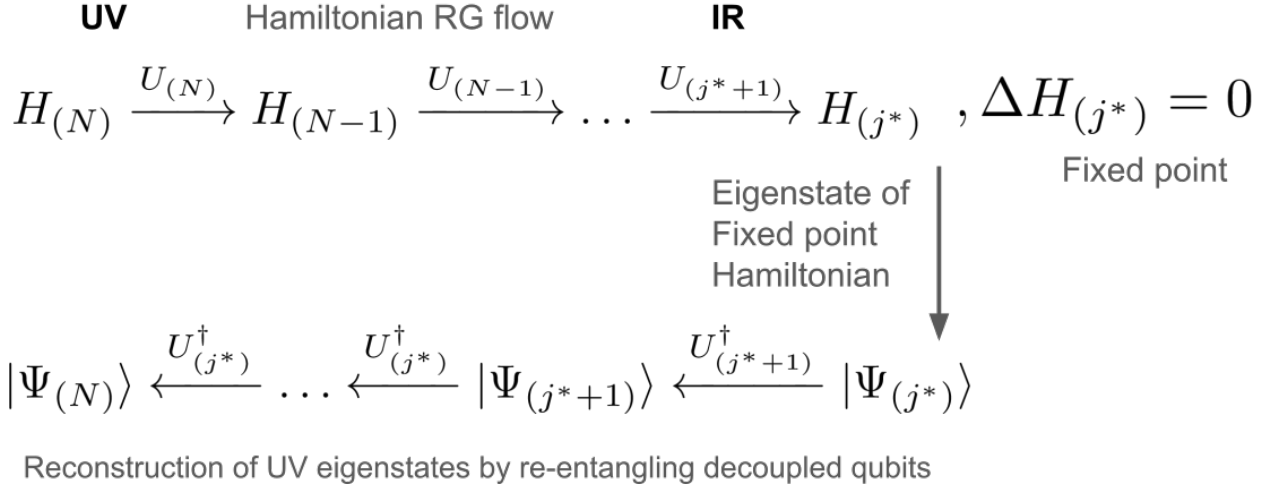 UV Hamiltonian RG flow IR
H_{(N)} \xrightarrow{U_{(N)}} H_{(N-1)} \xrightarrow{U_{(N-1)}} \dots \xrightarrow{U_{(j^*+1)}} H_{(j^*)} , \Delta H_{(j^*)} = 0
Fixed point
Eigenstate of
Fixed point
Hamiltonian
|\Psi_{(N)}\rangle \xleftarrow{U^\dagger_{(j^*)}} \dots \xleftarrow{U^\dagger_{(j^*)}} |\Psi_{(j^*+1)}\rangle \xleftarrow{U^\dagger_{(j^*+1)}} |\Psi_{(j^*)}\rangle
Reconstruction of UV eigenstates by re-entangling decoupled qubits